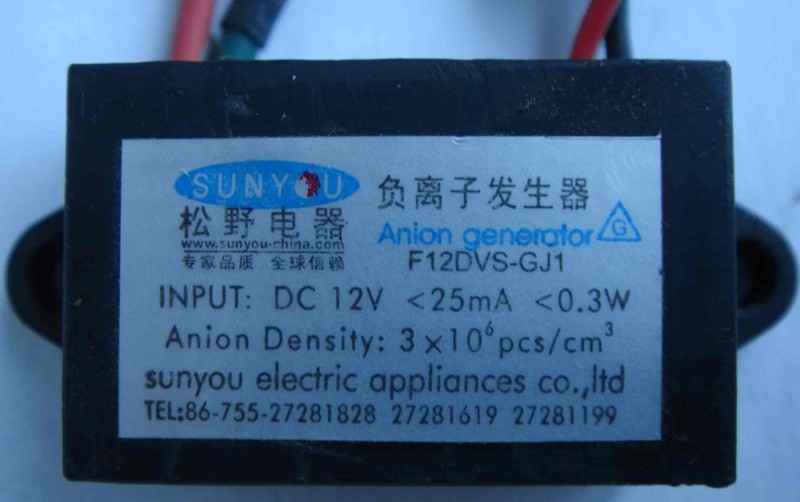 SUNYOU
松野电器
www.sunyou-china.com
专家品质 全球信赖
负离子发生器
Anion generator G
F12DVS-GJ1
INPUT: DC 12V <25mA <0.3W
Anion Density: 3×10⁶pcs/cm³
sunyou electric appliances co.,ltd
TEL:86-755-27281828 27281619 27281199